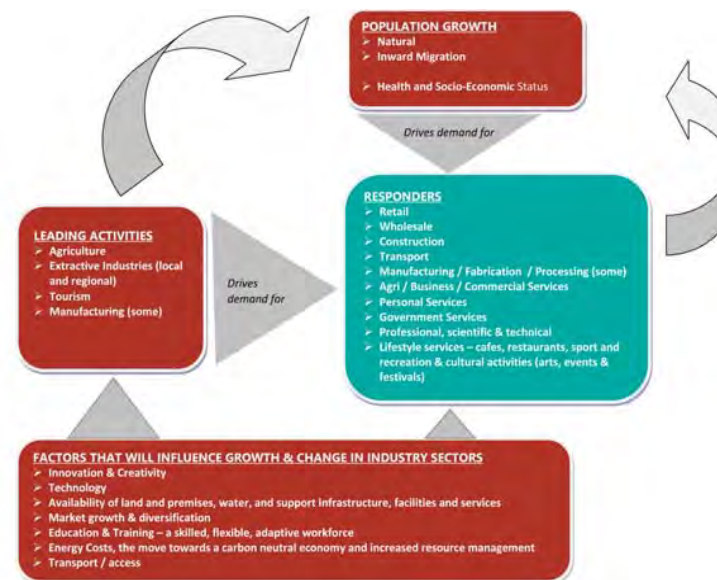 POPULATION GROWTH
➢ Natural
➢ Inward Migration
➢ Health and Socio-Economic Status
Drives demand for
LEADING ACTIVITIES
➢ Agriculture
➢ Extractive Industries (local
and regional)
➢ Tourism
➢ Manufacturing (some)
Drives
demand for
RESPONDERS
➢ Retail
➢ Wholesale
➢ Construction
➢ Transport
➢ Manufacturing / Fabrication / Processing (some)
➢ Agri / Business / Commercial Services
➢ Personal Services
➢ Government Services
➢ Professional, scientific & technical
➢ Lifestyle services – cafes, restaurants, sport and
recreation & cultural activities (arts, events &
festivals)
FACTORS THAT WILL INFLUENCE GROWTH & CHANGE IN INDUSTRY SECTORS
➢ Innovation & Creativity
➢ Technology
➢ Availability of land and premises, water, and support infrastructure, facilities and services
➢ Market growth & diversification
➢ Education & Training – a skilled, flexible, adaptive workforce
➢ Energy Costs, the move towards a carbon neutral economy and increased resource management
➢ Transport / access